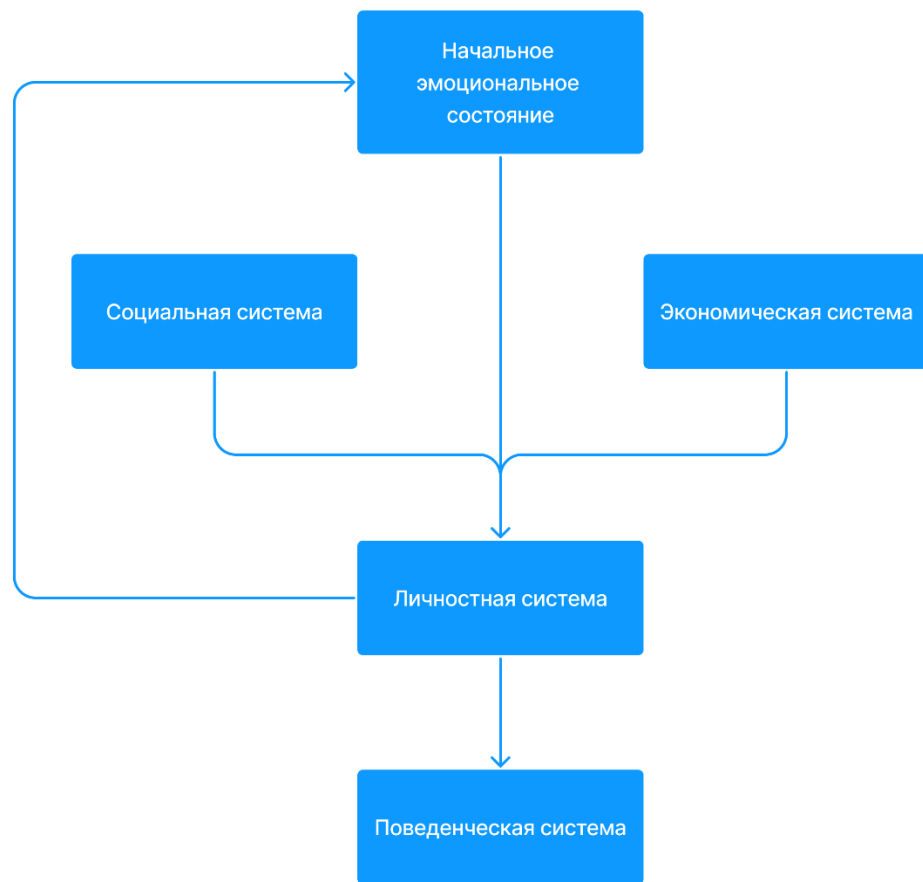 Начальное
эмоциональное
состояние
Социальная система
Экономическая система
Личностная система
Поведенческая система